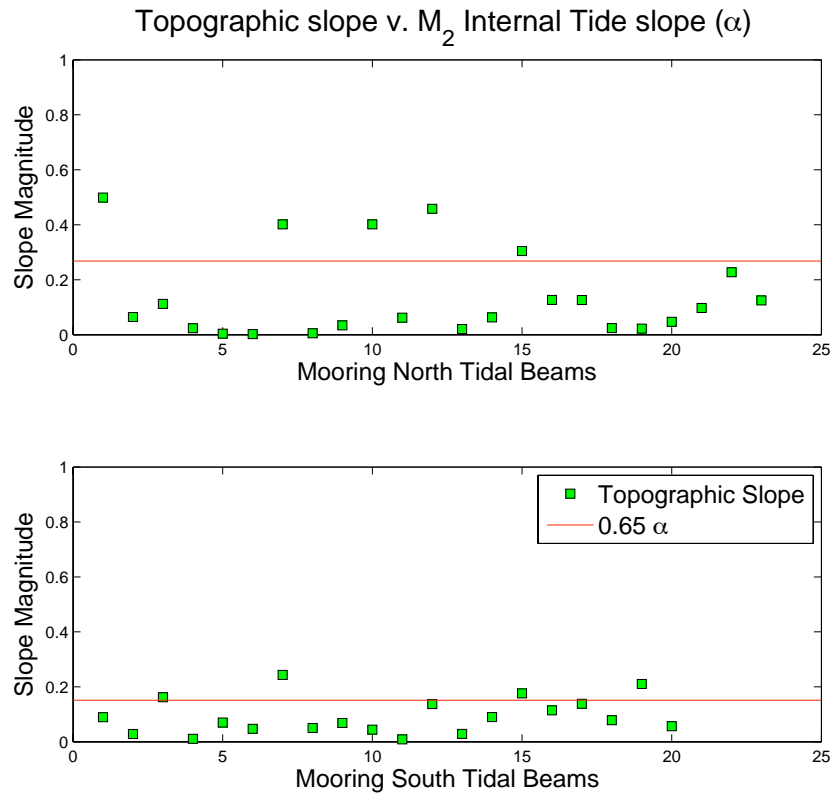 Topographic slope v. M2 Internal Tide slope (α)
1
0.8
0.6
0.4
0.2
0
Slope Magnitude
0 5 10 15 20 25
Mooring North Tidal Beams
1
0.8
0.6
0.4
0.2
0
Slope Magnitude
Topographic Slope
0.65 α
0 5 10 15 20 25
Mooring South Tidal Beams